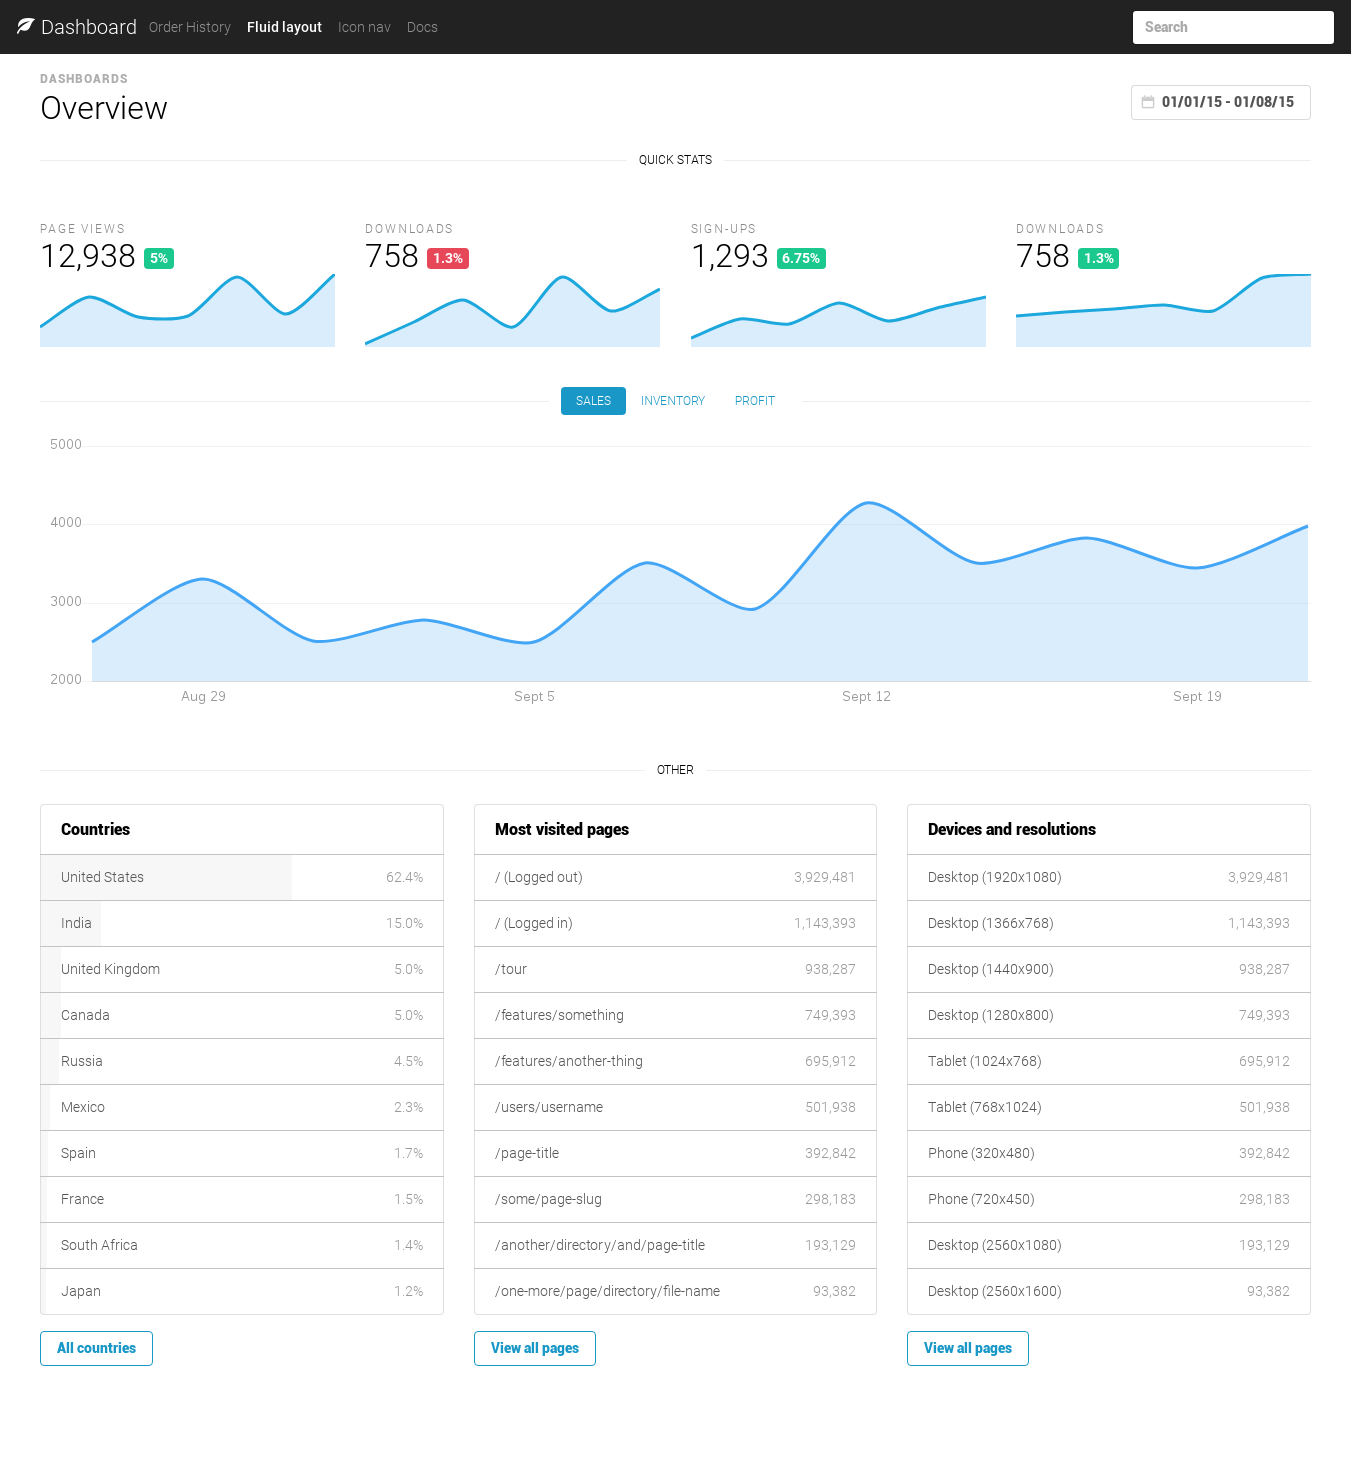 Dashboard Order History Fluid layout Icon nav Docs Search
DASHBOARDS
Overview
01/01/15 - 01/08/15
QUICK STATS
PAGE VIEWS
12,938 5%
DOWNLOADS
758 1.3%
SIGN-UPS
1,293 6.75%
DOWNLOADS
758 1.3%
SALES INVENTORY PROFIT
5000
4000
3000
2000
Aug 29 Sept 5 Sept 12 Sept 19
OTHER
Countries
United States 62.4%
India 15.0%
United Kingdom 5.0%
Canada 5.0%
Russia 4.5%
Mexico 2.3%
Spain 1.7%
France 1.5%
South Africa 1.4%
Japan 1.2%
All countries
Most visited pages
/ (Logged out) 3,929,481
/ (Logged in) 1,143,393
/tour 938,287
/features/something 749,393
/features/another-thing 695,912
/users/username 501,938
/page-title 392,842
/some/page-slug 298,183
/another/directory/and/page-title 193,129
/one-more/page/directory/file-name 93,382
View all pages
Devices and resolutions
Desktop (1920x1080) 3,929,481
Desktop (1366x768) 1,143,393
Desktop (1440x900) 938,287
Desktop (1280x800) 749,393
Tablet (1024x768) 695,912
Tablet (768x1024) 501,938
Phone (320x480) 392,842
Phone (720x450) 298,183
Desktop (2560x1080) 193,129
Desktop (2560x1600) 93,382
View all pages